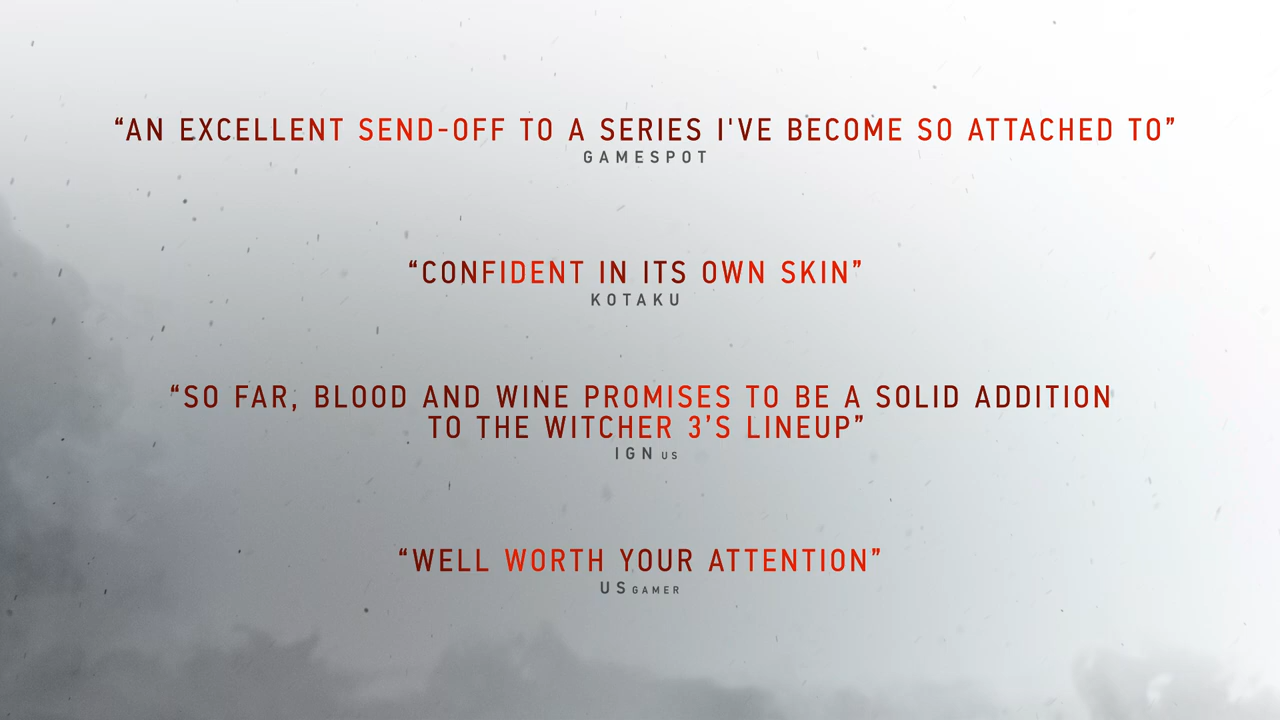 “AN EXCELLENT SEND-OFF TO A SERIES I'VE BECOME SO ATTACHED TO”
GAMESPOT
“CONFIDENT IN ITS OWN SKIN”
KOTAKU
“SO FAR, BLOOD AND WINE PROMISES TO BE A SOLID ADDITION
TO THE WITCHER 3’S LINEUP”
IGN US
“WELL WORTH YOUR ATTENTION”
USGAMER